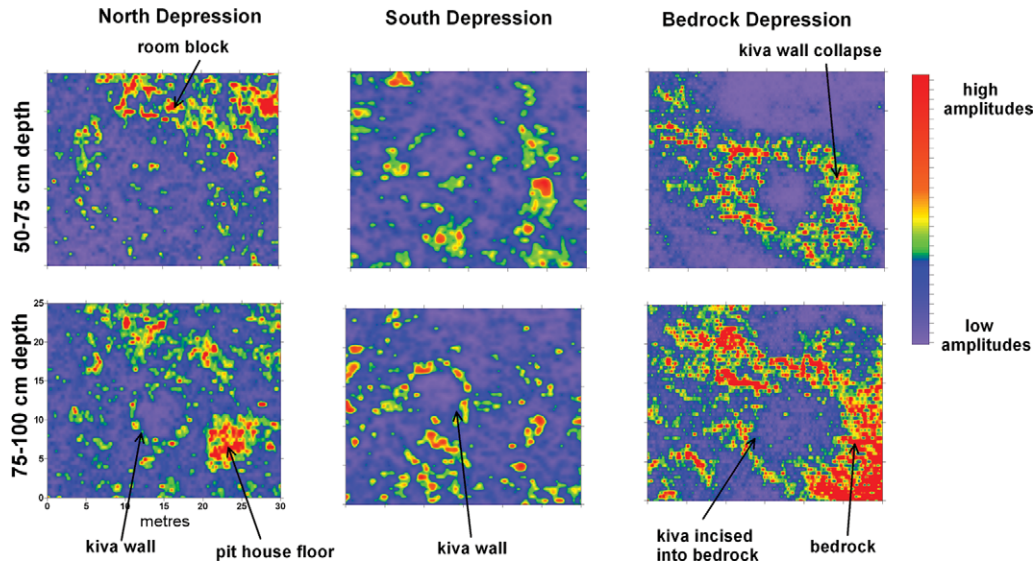 North Depression
South Depression
Bedrock Depression
room block
kiva wall collapse
50-75 cm depth
high
amplitudes
low
amplitudes
75-100 cm depth
25
20
15
10
5
0
0
5
10
15
20
25
30
metres
kiva wall
pit house floor
kiva wall
kiva incised
into bedrock
bedrock